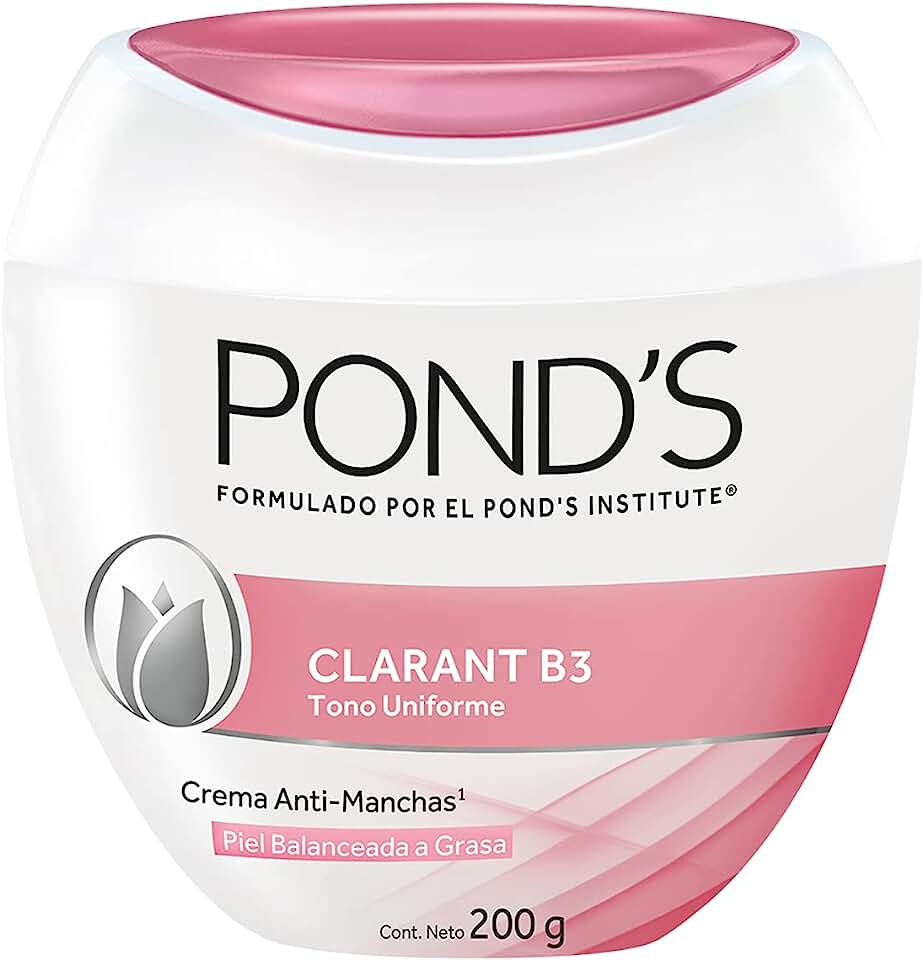 POND'S
FORMULADO POR EL POND'S INSTITUTE®
CLARANT B3
Tono Uniforme
Crema Anti-Manchas¹
Piel Balanceada a Grasa
Cont. Neto 200 g